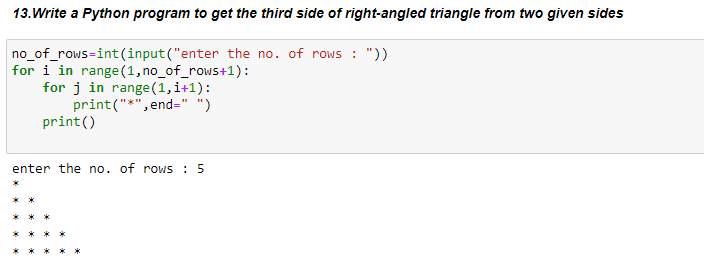 13.Write a Python program to get the third side of right-angled triangle from two given sides
no_of_rows=int(input("enter the no. of rows : "))
for i in range(1,no_of_rows+1):
    for j in range(1,i+1):
        print("*",end=" ")
    print()
enter the no. of rows : 5
*
* *
* * *
* * * *
* * * * *